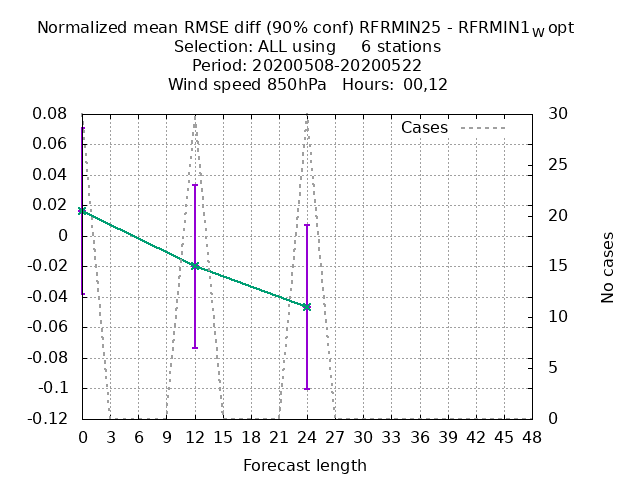 Normalized mean RMSE diff (90% conf) RFRMIN25 - RFRMIN1wopt
Selection: ALL using 6 stations
Period: 20200508-20200522
Wind speed 850hPa Hours: 00,12
Cases
0.08
0.06
0.04
0.02
0
-0.02
-0.04
-0.06
-0.08
-0.1
-0.12
30
25
20
15
10
5
0
No cases
0 3 6 9 12 15 18 21 24 27 30 33 36 39 42 45 48
Forecast length